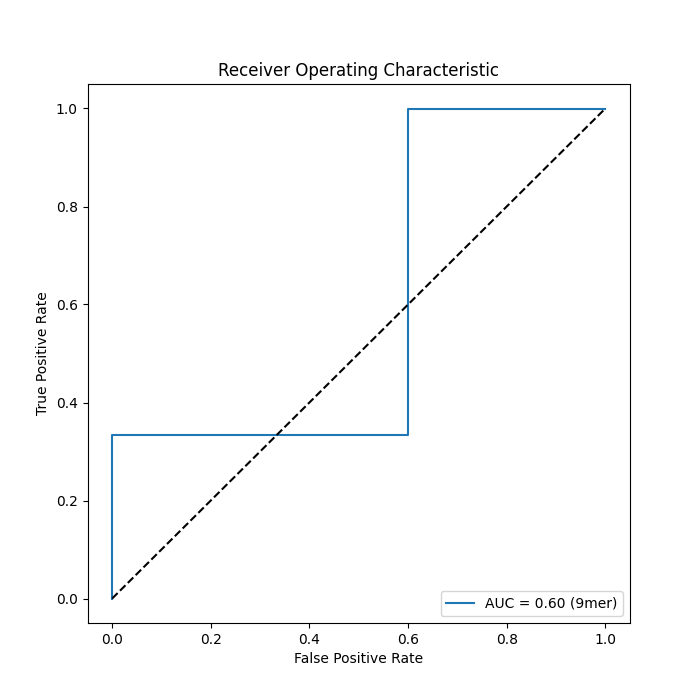 Receiver Operating Characteristic
1.0
0.8
0.6
0.4
0.2
0.0
True Positive Rate
AUC = 0.60 (9mer)
0.0 0.2 0.4 0.6 0.8 1.0
False Positive Rate